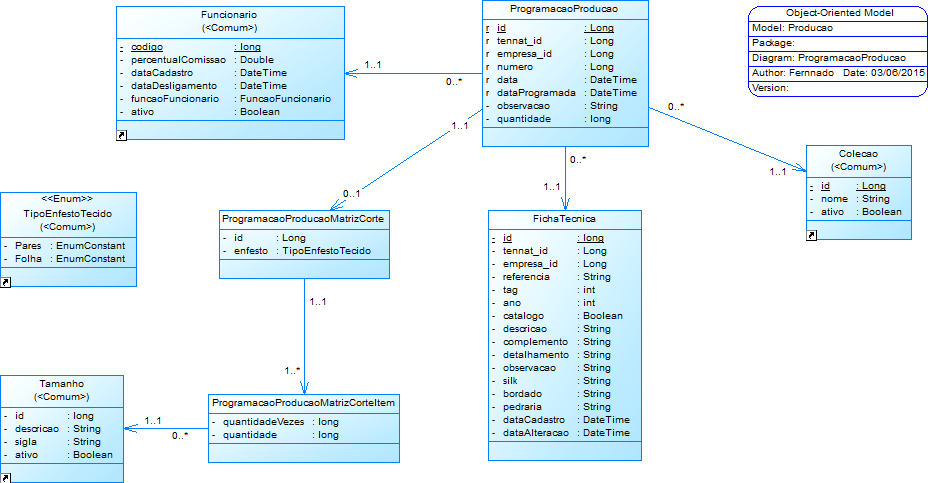 Funcionario
(<Comum>)
- codigo : long
- percentualComissao : Double
- dataCadastro : DateTime
- dataDesligamento : DateTime
- funcaoFuncionario : FuncaoFuncionario
- ativo : Boolean
ProgramacaoProducao
r id : Long
r tennat_id : Long
r empresa_id : Long
r numero : Long
r data : DateTime
r dataProgramada : DateTime
- observacao : String
- quantidade : long
Object-Oriented Model
Model: Producao
Package:
Diagram: ProgramacaoProducao
Author: Fernnado Date: 03/06/2015
Version:
1..1
0..*
1..1
0..1
0..*
1..1
0..*
1..1
Colecao
(<Comum>)
- id : Long
- nome : String
- ativo : Boolean
<<Enum>>
TipoEnfestoTecido
(<Comum>)
- Pares : EnumConstant
- Folha : EnumConstant
ProgramacaoProducaoMatrizCorte
- id : Long
- enfesto : TipoEnfestoTecido
FichaTecnica
- id : long
- tennat_id : Long
- empresa_id : Long
- referencia : String
- tag : int
- ano : int
- catalogo : Boolean
- descricao : String
- complemento : String
- detalhamento : String
- observacao : String
- silk : String
- bordado : String
- pedraria : String
- dataCadastro : DateTime
- dataAlteracao : DateTime
1..1
1..*
Tamanho
(<Comum>)
- id : long
- descricao : String
- sigla : String
- ativo : Boolean
1..1
0..*
ProgramacaoProducaoMatrizCorteItem
- quantidadeVezes : long
- quantidade : long